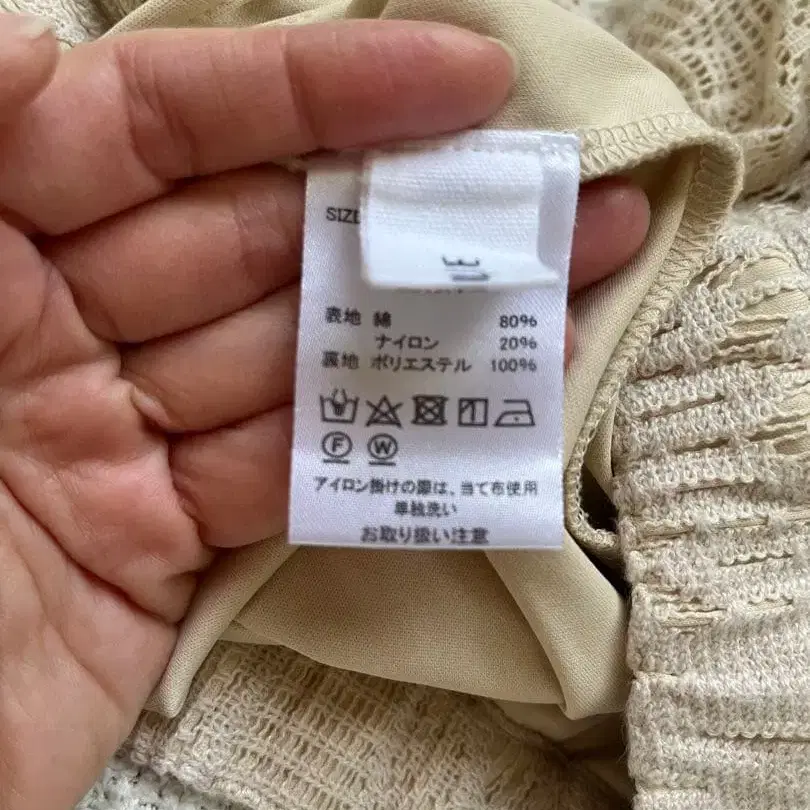 SIZE
表地 綿 80%
ナイロン 20%
裏地 ポリエステル 100%
F W
アイロン掛けの際は、当て布使用
単独洗い
お取り扱い注意